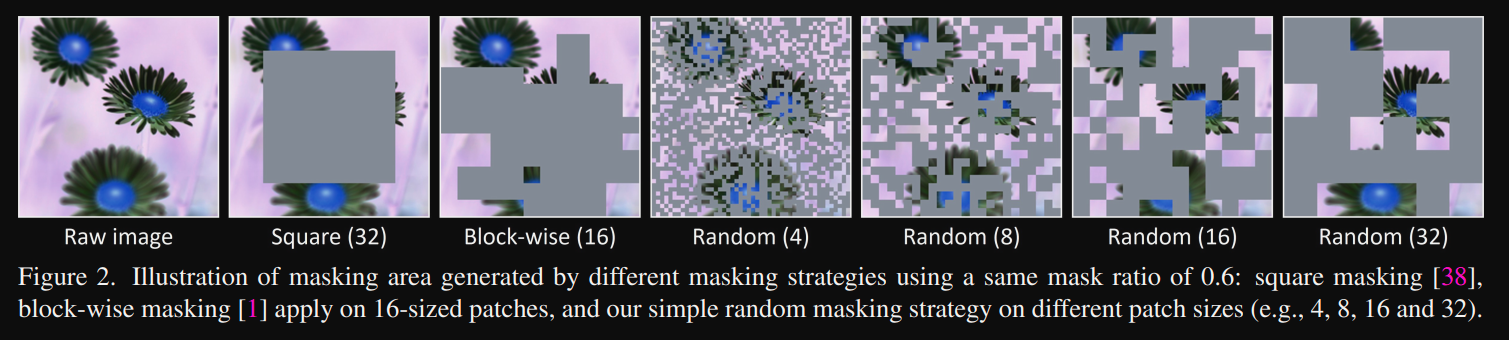 Raw image
Square (32)
Block-wise (16)
Random (4)
Random (8)
Random (16)
Random (32)
Figure 2. Illustration of masking area generated by different masking strategies using a same mask ratio of 0.6: square masking [38],
block-wise masking [1] apply on 16-sized patches, and our simple random masking strategy on different patch sizes (e.g., 4, 8, 16 and 32).